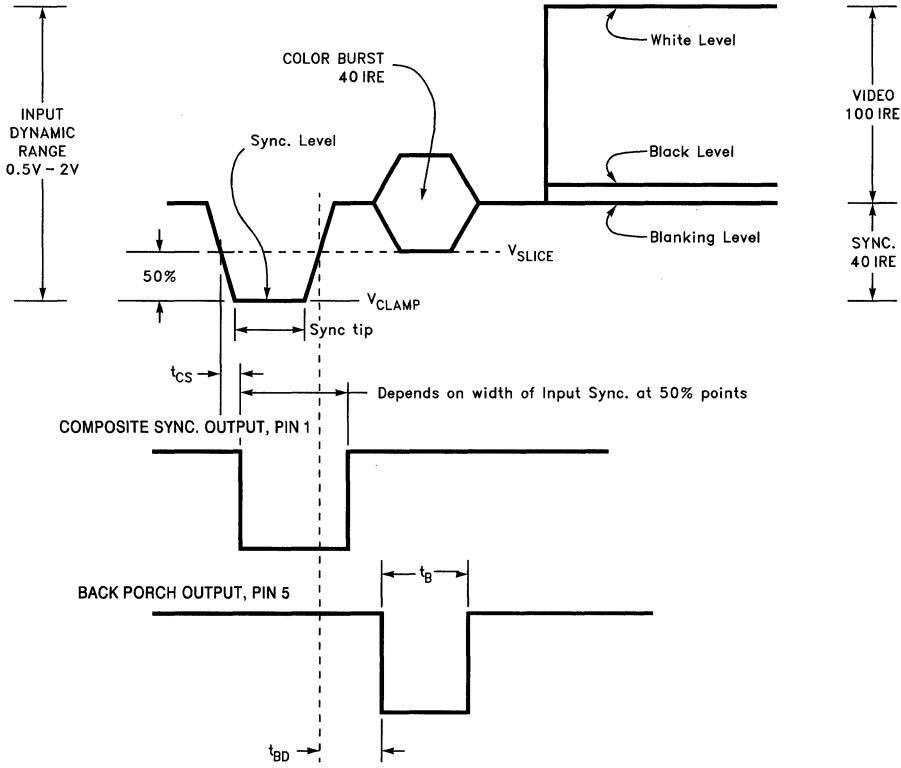 White Level
COLOR BURST
40 IRE
INPUT
DYNAMIC
RANGE
0.5V – 2V
VIDEO
100 IRE
Sync. Level
Black Level
Blanking Level
SYNC.
40 IRE
VSLICE
50%
VCLAMP
Sync tip
tCS
Depends on width of Input Sync. at 50% points
COMPOSITE SYNC. OUTPUT, PIN 1
tB
BACK PORCH OUTPUT, PIN 5
tBD